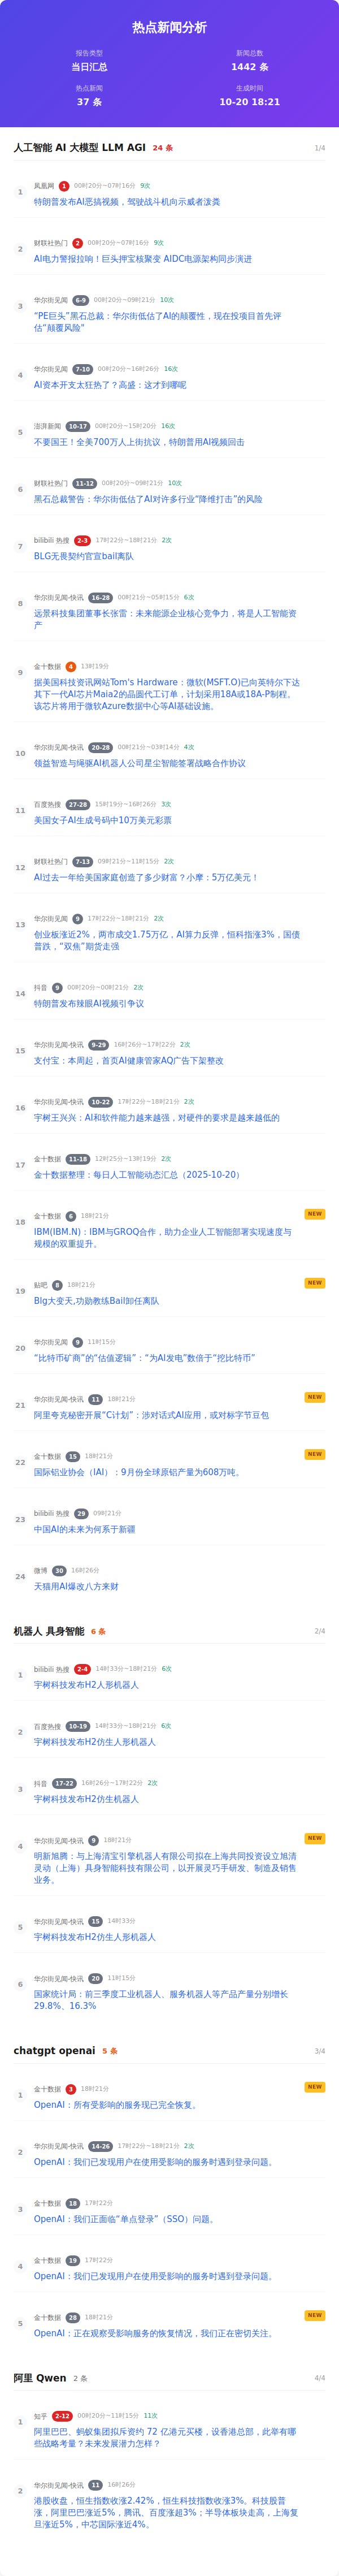 热点新闻分析
报告类型
新闻总数
当日汇总
1442 条
热点新闻
生成时间
37 条
10-20 18:21
人工智能 AI 大模型 LLM AGI 24 条 1/4
1
凤凰网 1 00时20分~07时16分 9次
特朗普发布AI恶搞视频，驾驶战斗机向示威者泼粪
2
财联社热门 2 00时20分~07时16分 9次
AI电力警报拉响！巨头押宝核聚变 AIDC电源架构同步演进
3
华尔街见闻 6-9 00时20分~09时21分 10次
“PE巨头”黑石总裁：华尔街低估了AI的颠覆性，现在投项目首先评
估“颠覆风险”
4
华尔街见闻 7-10 00时20分~16时26分 16次
AI资本开支太狂热了？高盛：这才到哪呢
5
澎湃新闻 10-17 00时20分~15时20分 16次
不要国王！全美700万人上街抗议，特朗普用AI视频回击
6
财联社热门 11-12 00时20分~09时21分 10次
黑石总裁警告：华尔街低估了AI对许多行业“降维打击”的风险
7
bilibili 热搜 2-3 17时22分~18时21分 2次
BLG无畏契约官宣bail离队
8
华尔街见闻-快讯 16-28 00时21分~05时15分 6次
远景科技集团董事长张雷：未来能源企业核心竞争力，将是人工智能资
产
9
金十数据 4 13时19分
据美国科技资讯网站Tom's Hardware：微软(MSFT.O)已向英特尔下达
其下一代AI芯片Maia2的晶圆代工订单，计划采用18A或18A-P制程。
该芯片将用于微软Azure数据中心等AI基础设施。
10
华尔街见闻-快讯 20-28 00时21分~03时14分 4次
领益智造与绳驱AI机器人公司星尘智能签署战略合作协议
11
百度热搜 27-28 15时19分~16时26分 3次
美国女子AI生成号码中10万美元彩票
12
财联社热门 7-13 09时21分~11时15分 2次
AI过去一年给美国家庭创造了多少财富？小摩：5万亿美元！
13
华尔街见闻 9 17时22分~18时21分 2次
创业板涨近2%，两市成交1.75万亿，AI算力反弹，恒科指涨3%，国债
普跌，“双焦”期货走强
14
抖音 9 00时20分~00时21分 2次
特朗普发布辣眼AI视频引争议
15
华尔街见闻-快讯 9-29 16时26分~17时22分 2次
支付宝：本周起，首页AI健康管家AQ广告下架整改
16
华尔街见闻-快讯 10-22 17时22分~18时21分 2次
宇树王兴兴：AI和软件能力越来越强，对硬件的要求是越来越低的
17
金十数据 11-18 12时25分~13时19分 2次
金十数据整理：每日人工智能动态汇总（2025-10-20）
18
金十数据 6 18时21分 NEW
IBM(IBM.N)：IBM与GROQ合作，助力企业人工智能部署实现速度与
规模的双重提升。
19
贴吧 8 18时21分 NEW
Blg大变天,功勋教练Bail卸任离队
20
华尔街见闻 9 11时15分
“比特币矿商”的“估值逻辑”：“为AI发电”数倍于“挖比特币”
21
华尔街见闻-快讯 11 18时21分 NEW
阿里夸克秘密开展“C计划”：涉对话式AI应用，或对标字节豆包
22
金十数据 15 18时21分 NEW
国际铝业协会（IAI）：9月份全球原铝产量为608万吨。
23
bilibili 热搜 29 09时21分
中国AI的未来为何系于新疆
24
微博 30 16时26分
天猫用AI爆改八方来财
机器人 具身智能 6 条 2/4
1
bilibili 热搜 2-4 14时33分~18时21分 6次
宇树科技发布H2人形机器人
2
百度热搜 10-19 14时33分~18时21分 6次
宇树科技发布H2仿生人形机器人
3
抖音 17-22 16时26分~17时22分 2次
宇树科技发布H2仿生机器人
4
华尔街见闻-快讯 9 18时21分 NEW
明新旭腾：与上海清宝引擎机器人有限公司拟在上海共同投资设立旭清
灵动（上海）具身智能科技有限公司，以开展灵巧手研发、制造及销售
业务。
5
华尔街见闻-快讯 15 14时33分
宇树科技发布H2仿生人形机器人
6
华尔街见闻-快讯 20 11时15分
国家统计局：前三季度工业机器人、服务机器人等产品产量分别增长
29.8%、16.3%
chatgpt openai 5 条 3/4
1
金十数据 3 18时21分 NEW
OpenAI：所有受影响的服务现已完全恢复。
2
华尔街见闻-快讯 14-26 17时22分~18时21分 2次
OpenAI：我们已发现用户在使用受影响的服务时遇到登录问题。
3
金十数据 18 17时22分
OpenAI：我们正面临“单点登录”（SSO）问题。
4
金十数据 19 17时22分
OpenAI：我们已发现用户在使用受影响的服务时遇到登录问题。
5
金十数据 28 18时21分 NEW
OpenAI：正在观察受影响服务的恢复情况，我们正在密切关注。
阿里 Qwen 2 条 4/4
1
知乎 2-12 00时20分~11时15分 11次
阿里巴巴、蚂蚁集团拟斥资约 72 亿港元买楼，设香港总部，此举有哪
些战略考量？未来发展潜力怎样？
2
华尔街见闻-快讯 11 16时26分
港股收盘，恒生指数收涨2.42%，恒生科技指数收涨3%。科技股普
涨，阿里巴巴涨近5%，腾讯、百度涨超3%；半导体板块走高，上海复
旦涨近5%，中芯国际涨近4%。